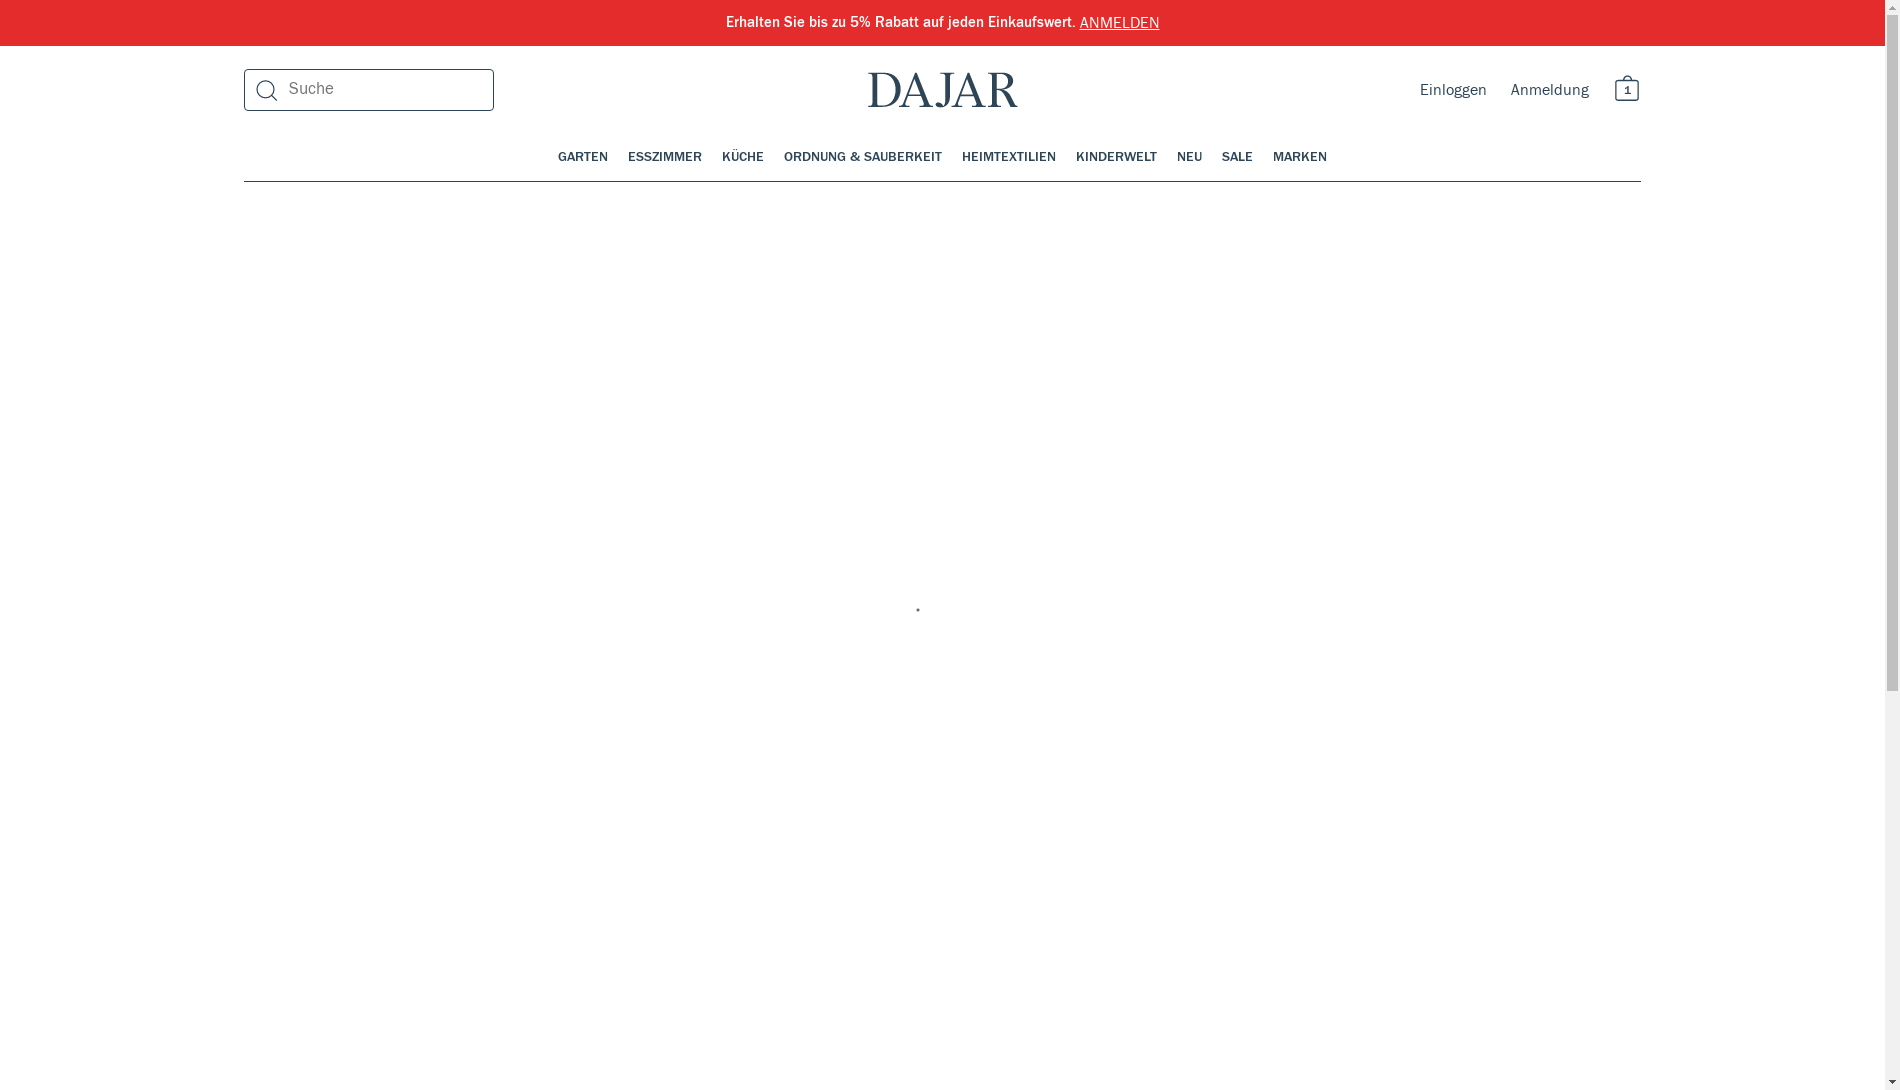 Erhalten Sie bis zu 5% Rabatt auf jeden Einkaufswert. ANMELDEN
Suche
DAJAR
Einloggen
Anmeldung
1
GARTEN ESSZIMMER KÜCHE ORDNUNG & SAUBERKEIT HEIMTEXTILIEN KINDERWELT NEU SALE MARKEN